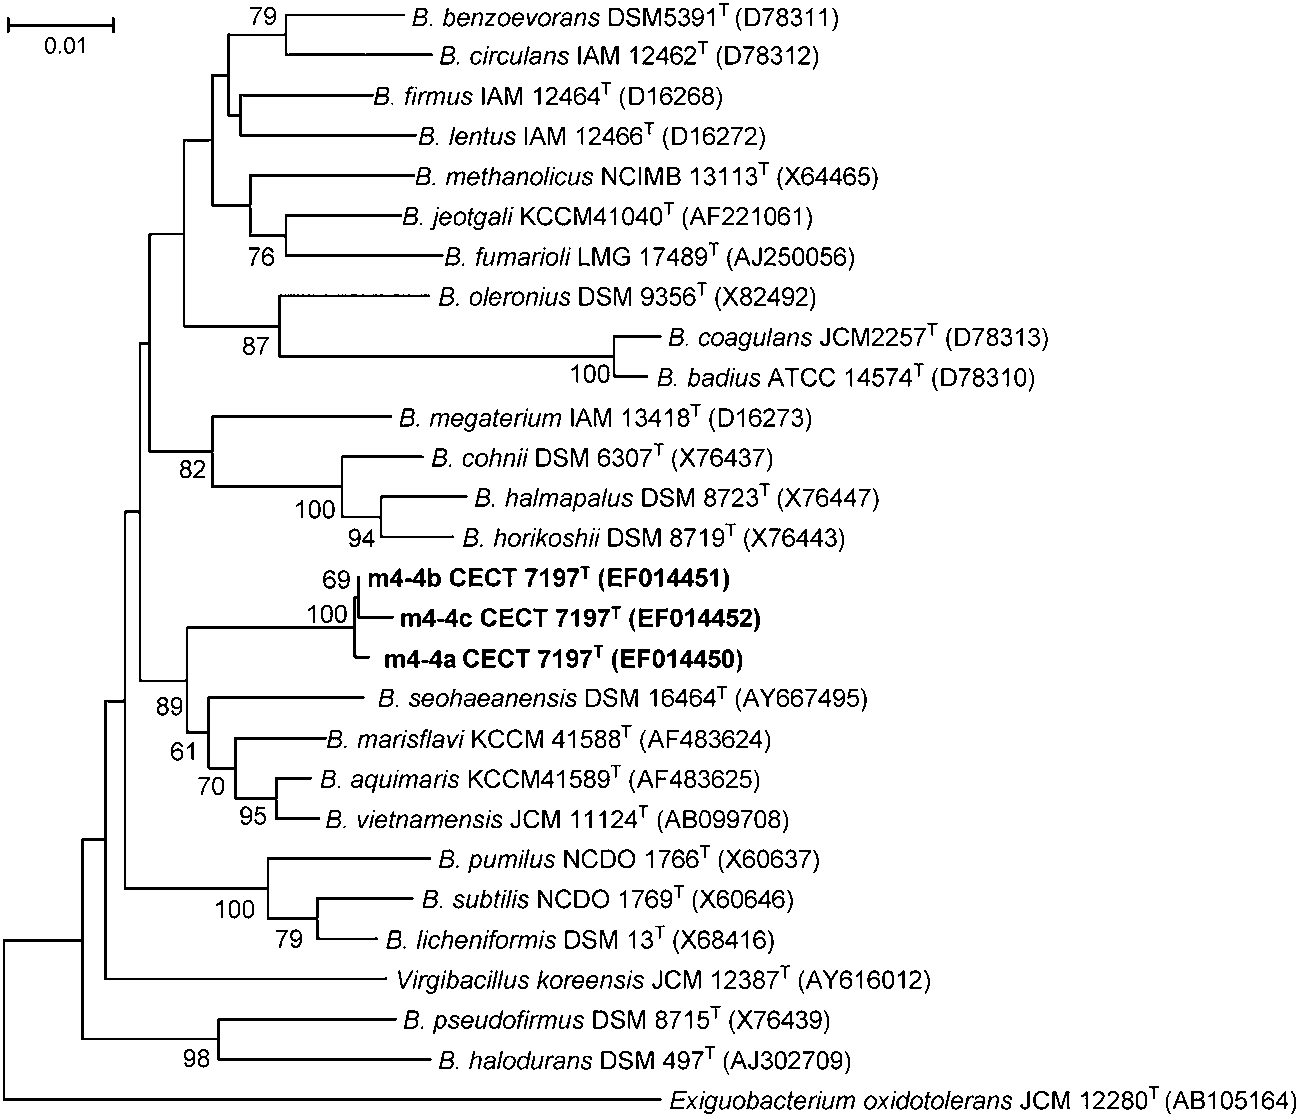 79 B. benzoevorans DSM5391ᵀ (D78311)
0.01
B. circulans IAM 12462ᵀ (D78312)
B. firmus IAM 12464ᵀ (D16268)
B. lentus IAM 12466ᵀ (D16272)
B. methanolicus NCIMB 13113ᵀ (X64465)
B. jeotgali KCCM41040ᵀ (AF221061)
76 B. fumarioli LMG 17489ᵀ (AJ250056)
B. oleronius DSM 9356ᵀ (X82492)
87 B. coagulans JCM2257ᵀ (D78313)
100 B. badius ATCC 14574ᵀ (D78310)
B. megaterium IAM 13418ᵀ (D16273)
82 B. cohnii DSM 6307ᵀ (X76437)
100 B. halmapalus DSM 8723ᵀ (X76447)
94 B. horikoshii DSM 8719ᵀ (X76443)
69 m4-4b CECT 7197ᵀ (EF014451)
100 m4-4c CECT 7197ᵀ (EF014452)
m4-4a CECT 7197ᵀ (EF014450)
89 B. seohaeanensis DSM 16464ᵀ (AY667495)
61 B. marisflavi KCCM 41588ᵀ (AF483624)
70 B. aquimaris KCCM41589ᵀ (AF483625)
95 B. vietnamensis JCM 11124ᵀ (AB099708)
B. pumilus NCDO 1766ᵀ (X60637)
100 B. subtilis NCDO 1769ᵀ (X60646)
79 B. licheniformis DSM 13ᵀ (X68416)
Virgibacillus koreensis JCM 12387ᵀ (AY616012)
B. pseudofirmus DSM 8715ᵀ (X76439)
98 B. halodurans DSM 497ᵀ (AJ302709)
Exiguobacterium oxidotolerans JCM 12280ᵀ (AB105164)